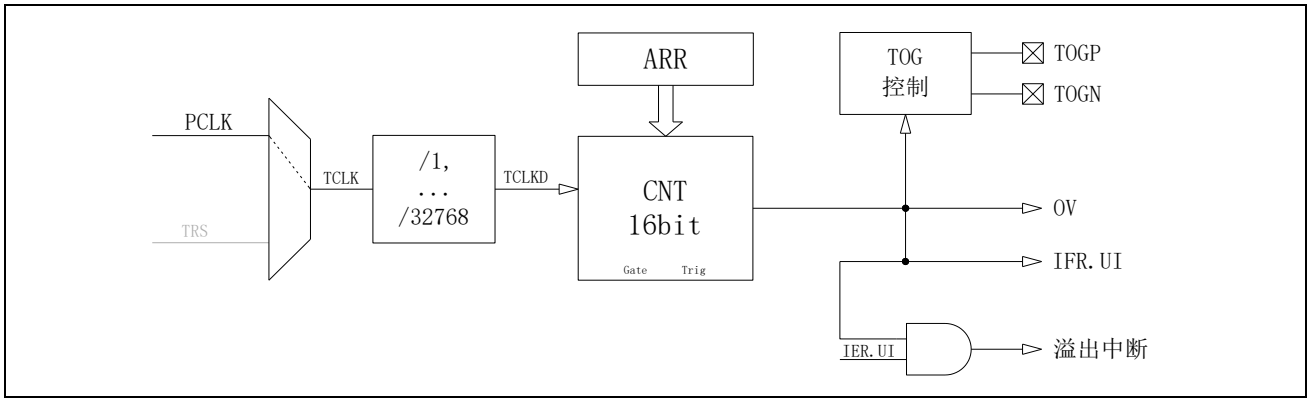 ARR
TOG
控制
TOGP
TOGN
PCLK
TRS
TCLK
/1,
...
/32768
TCLKD
CNT
16bit
Gate
Trig
OV
IFR.UI
IER.UI
溢出中断